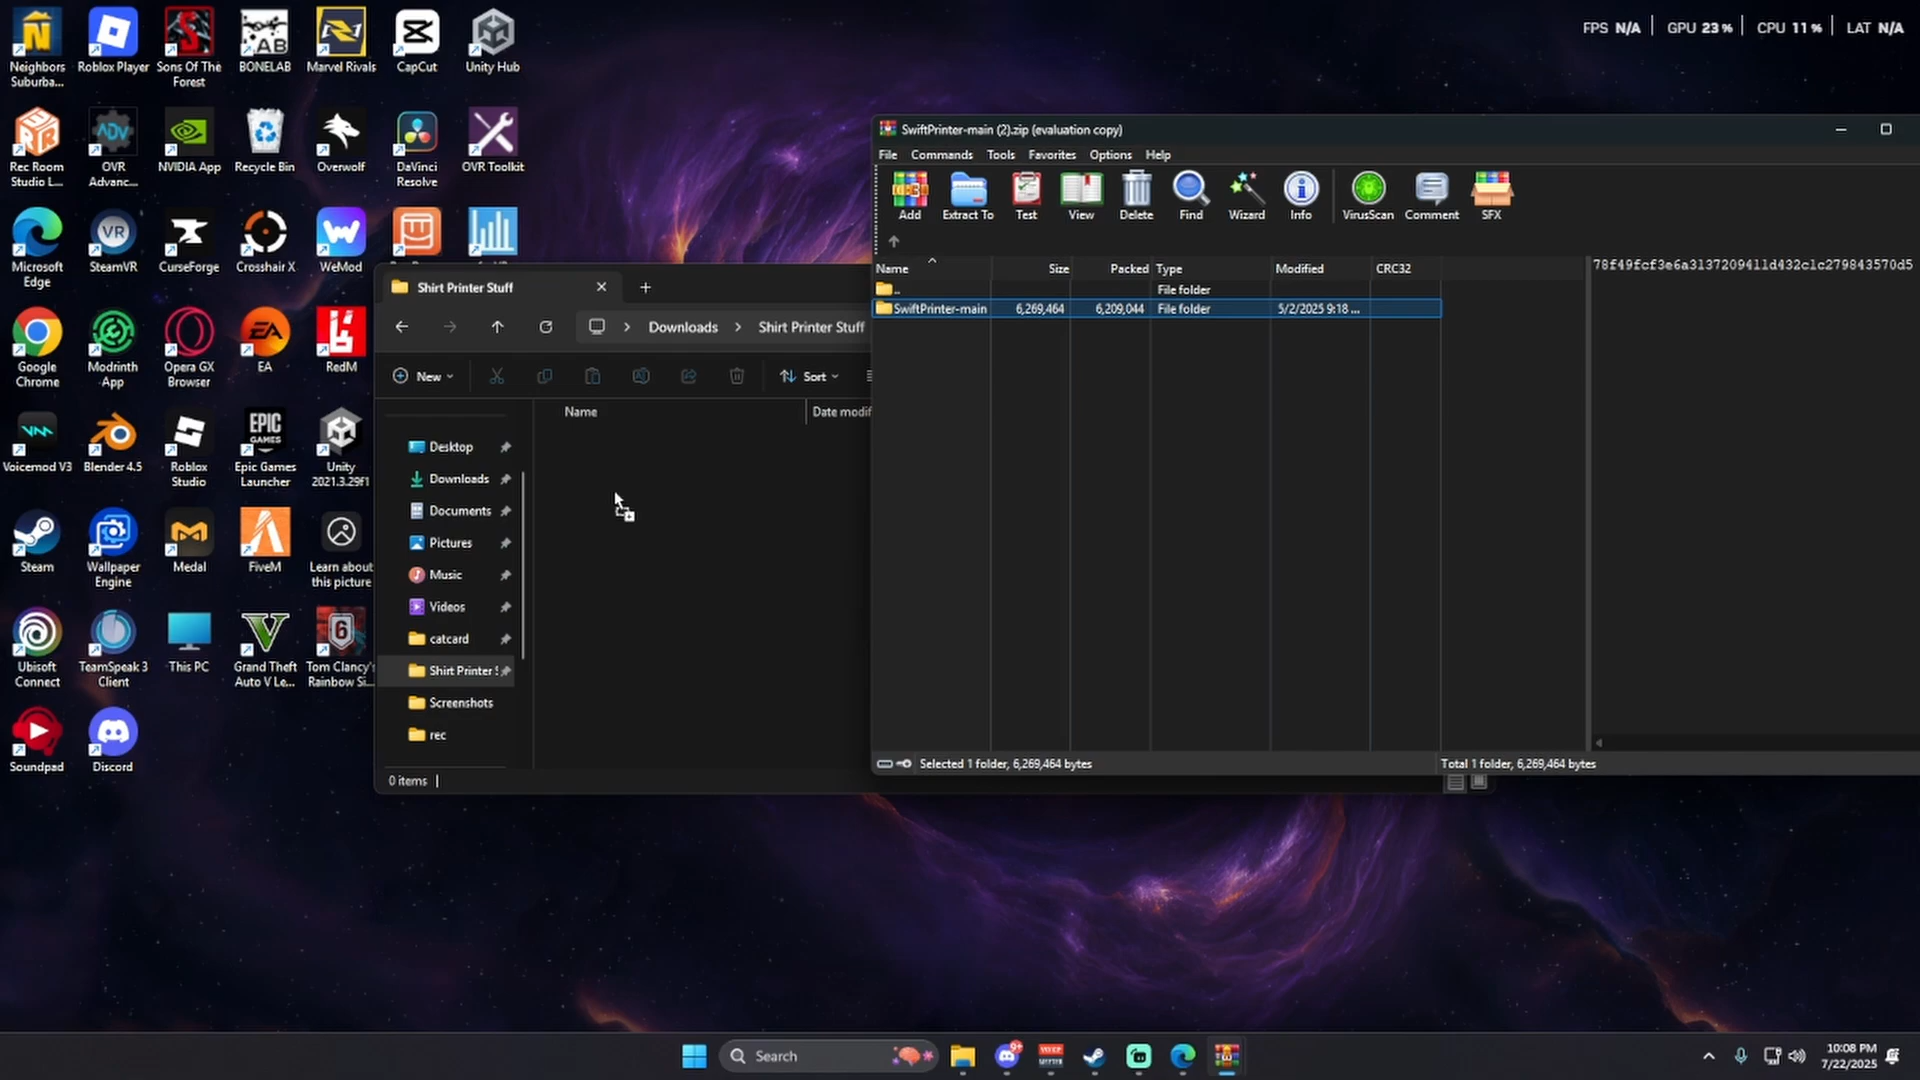 FPS N/A GPU 23 % CPU 11 % LAT N/A
Neighbors Suburba...
Roblox Player
Sons Of The Forest
BONELAB
Marvel Rivals
CapCut
Unity Hub
Rec Room Studio L...
OVR Advanc...
NVIDIA App
Recycle Bin
Overwolf
DaVinci Resolve
OVR Toolkit
Microsoft Edge
SteamVR
CurseForge
Crosshair X
WeMod
Google Chrome
Modrinth App
Opera GX Browser
EA
RedM
Voicemod V3
Blender 4.5
Roblox Studio
Epic Games Launcher
Unity 2021.3.29f1
Steam
Wallpaper Engine
Medal
FiveM
Learn about this picture
Ubisoft Connect
TeamSpeak 3 Client
This PC
Grand Theft Auto V Le...
Tom Clancy's Rainbow Si...
Soundpad
Discord
Shirt Printer Stuff
Downloads > Shirt Printer Stuff
New Sort
Name Date modif
Desktop
Downloads
Documents
Pictures
Music
Videos
catcard
Shirt Printer S
Screenshots
rec
0 items
SwiftPrinter-main (2).zip (evaluation copy)
File Commands Tools Favorites Options Help
Add Extract To Test View Delete Find Wizard Info VirusScan Comment SFX
Name Size Packed Type Modified CRC32
.. File folder
SwiftPrinter-main 6,269,464 6,209,044 File folder 5/2/2025 9:18 ...
78f49fcf3e6a3137209411d432c1c279843570d5
Selected 1 folder, 6,269,464 bytes
Total 1 folder, 6,269,464 bytes
Search
10:08 PM
7/22/2025